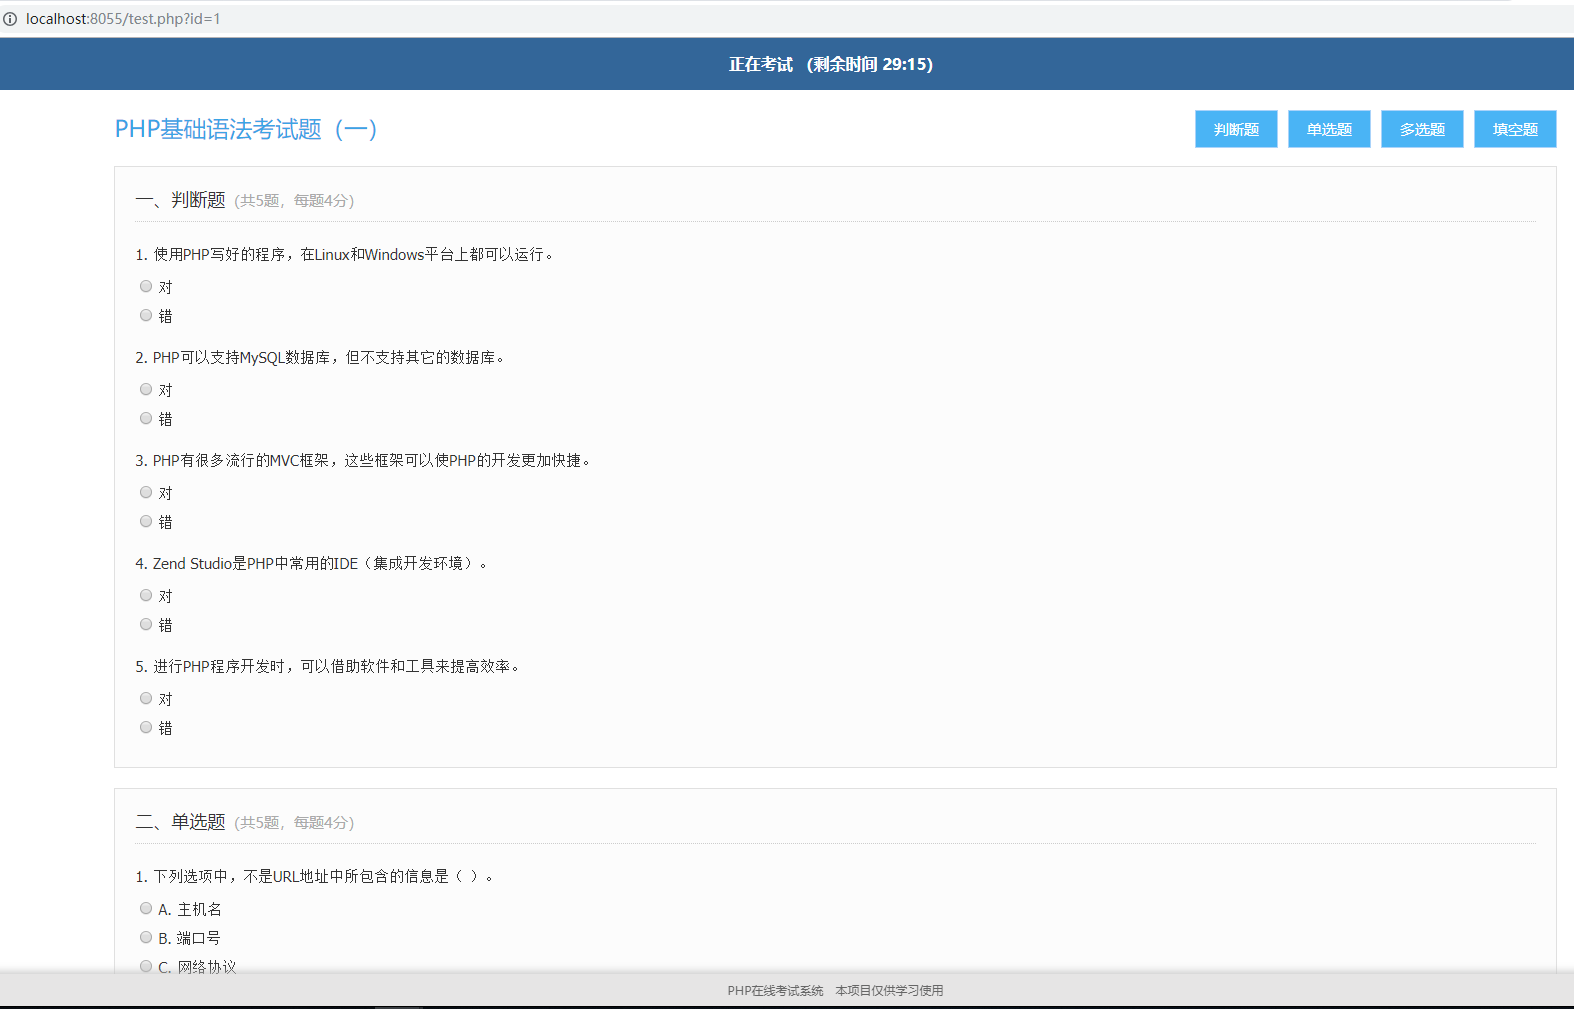 localhost:8055/test.php?id=1
正在考试 (剩余时间 29:15)
PHP基础语法考试题（一）
判断题 单选题 多选题 填空题
一、判断题 (共5题，每题4分)
1. 使用PHP写好的程序，在Linux和Windows平台上都可以运行。
对
错
2. PHP可以支持MySQL数据库，但不支持其它的数据库。
对
错
3. PHP有很多流行的MVC框架，这些框架可以使PHP的开发更加快捷。
对
错
4. Zend Studio是PHP中常用的IDE（集成开发环境）。
对
错
5. 进行PHP程序开发时，可以借助软件和工具来提高效率。
对
错
二、单选题 (共5题，每题4分)
1. 下列选项中，不是URL地址中所包含的信息是（ ）。
A. 主机名
B. 端口号
C. 网络协议
PHP在线考试系统 本项目仅供学习使用